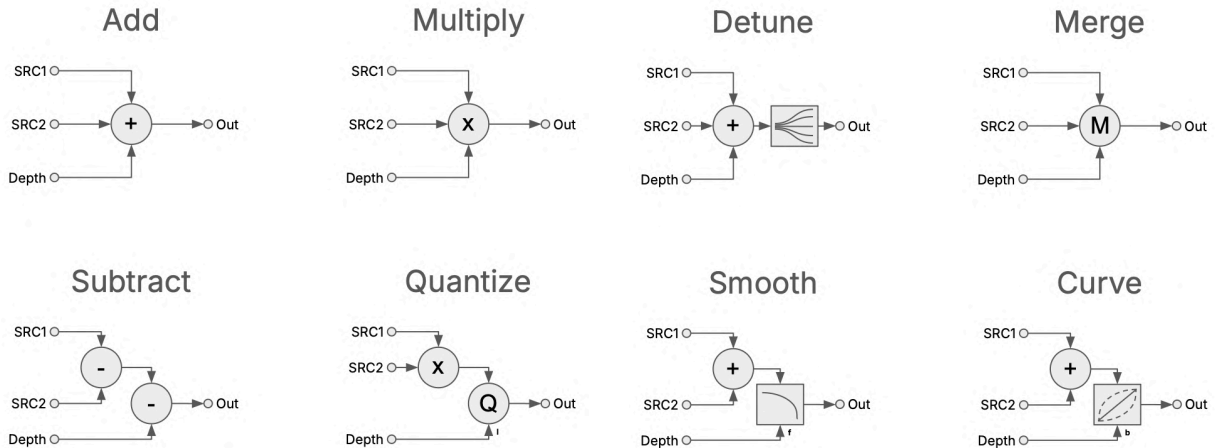 Add
SRC1
SRC2
+
Out
Depth
Multiply
SRC1
SRC2
X
Out
Depth
Detune
SRC1
SRC2
+
Out
Depth
Merge
SRC1
SRC2
M
Out
Depth
Subtract
SRC1
-
SRC2
-
Out
Depth
Quantize
SRC1
SRC2
X
Q
Out
Depth
I
Smooth
SRC1
+
SRC2
Out
Depth
f
Curve
SRC1
+
SRC2
Out
Depth
b